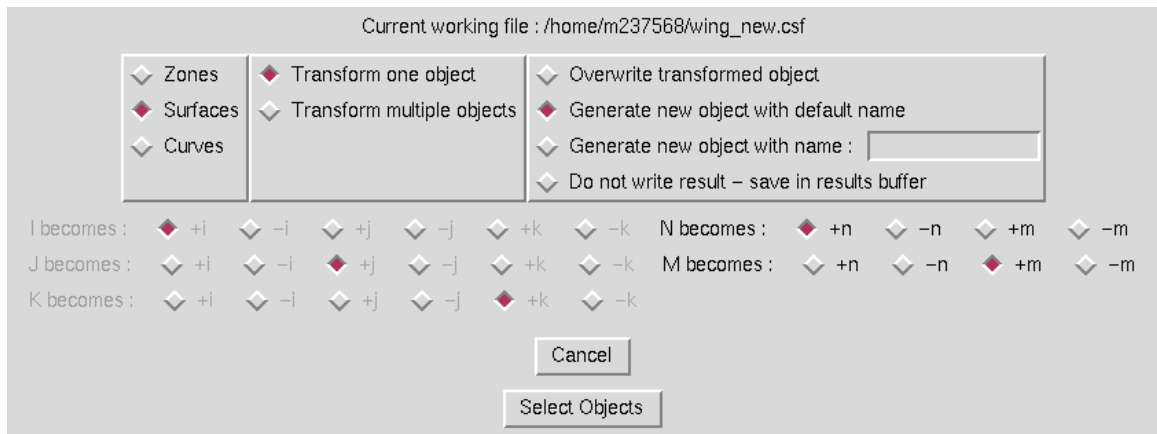 Current working file : /home/m237568/wing_new.csf
Zones Transform one object Overwrite transformed object
Surfaces Transform multiple objects Generate new object with default name
Curves Generate new object with name :
Do not write result – save in results buffer
I becomes : +i –i +j –j +k –k N becomes : +n –n +m –m
J becomes : +i –i +j –j +k –k M becomes : +n –n +m –m
K becomes : +i –i +j –j +k –k
Cancel
Select Objects